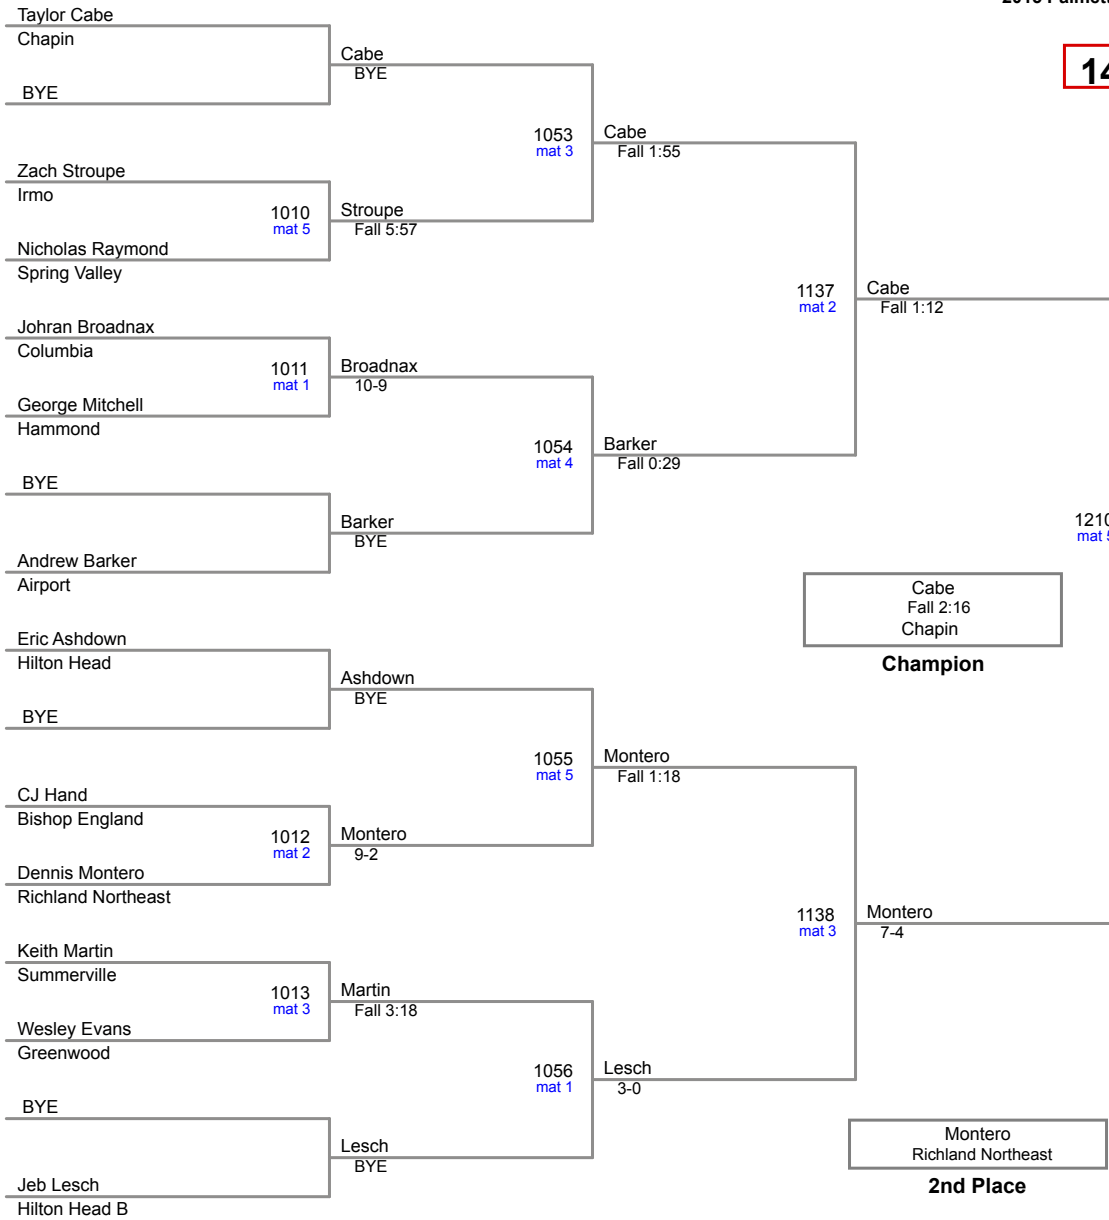 Taylor Cabe
Chapin
Cabe
BYE
BYE
1053
mat 3
Cabe
Fall 1:55
Zach Stroupe
Irmo
1010
mat 5
Stroupe
Fall 5:57
Nicholas Raymond
Spring Valley
1137
mat 2
Cabe
Fall 1:12
Johran Broadnax
Columbia
1011
mat 1
Broadnax
10-9
George Mitchell
Hammond
1054
mat 4
Barker
Fall 0:29
BYE
Barker
BYE
Andrew Barker
Airport
1210
mat 5
Cabe
Fall 2:16
Chapin
Champion
Eric Ashdown
Hilton Head
Ashdown
BYE
BYE
1055
mat 5
Montero
Fall 1:18
CJ Hand
Bishop England
1012
mat 2
Montero
9-2
Dennis Montero
Richland Northeast
1138
mat 3
Montero
7-4
Keith Martin
Summerville
1013
mat 3
Martin
Fall 3:18
Wesley Evans
Greenwood
1056
mat 1
Lesch
3-0
BYE
Lesch
BYE
Jeb Lesch
Hilton Head B
Montero
Richland Northeast
2nd Place